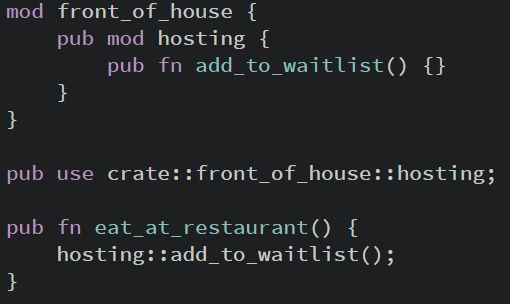 mod front_of_house {
    pub mod hosting {
        pub fn add_to_waitlist() {}
    }
}

pub use crate::front_of_house::hosting;

pub fn eat_at_restaurant() {
    hosting::add_to_waitlist();
}